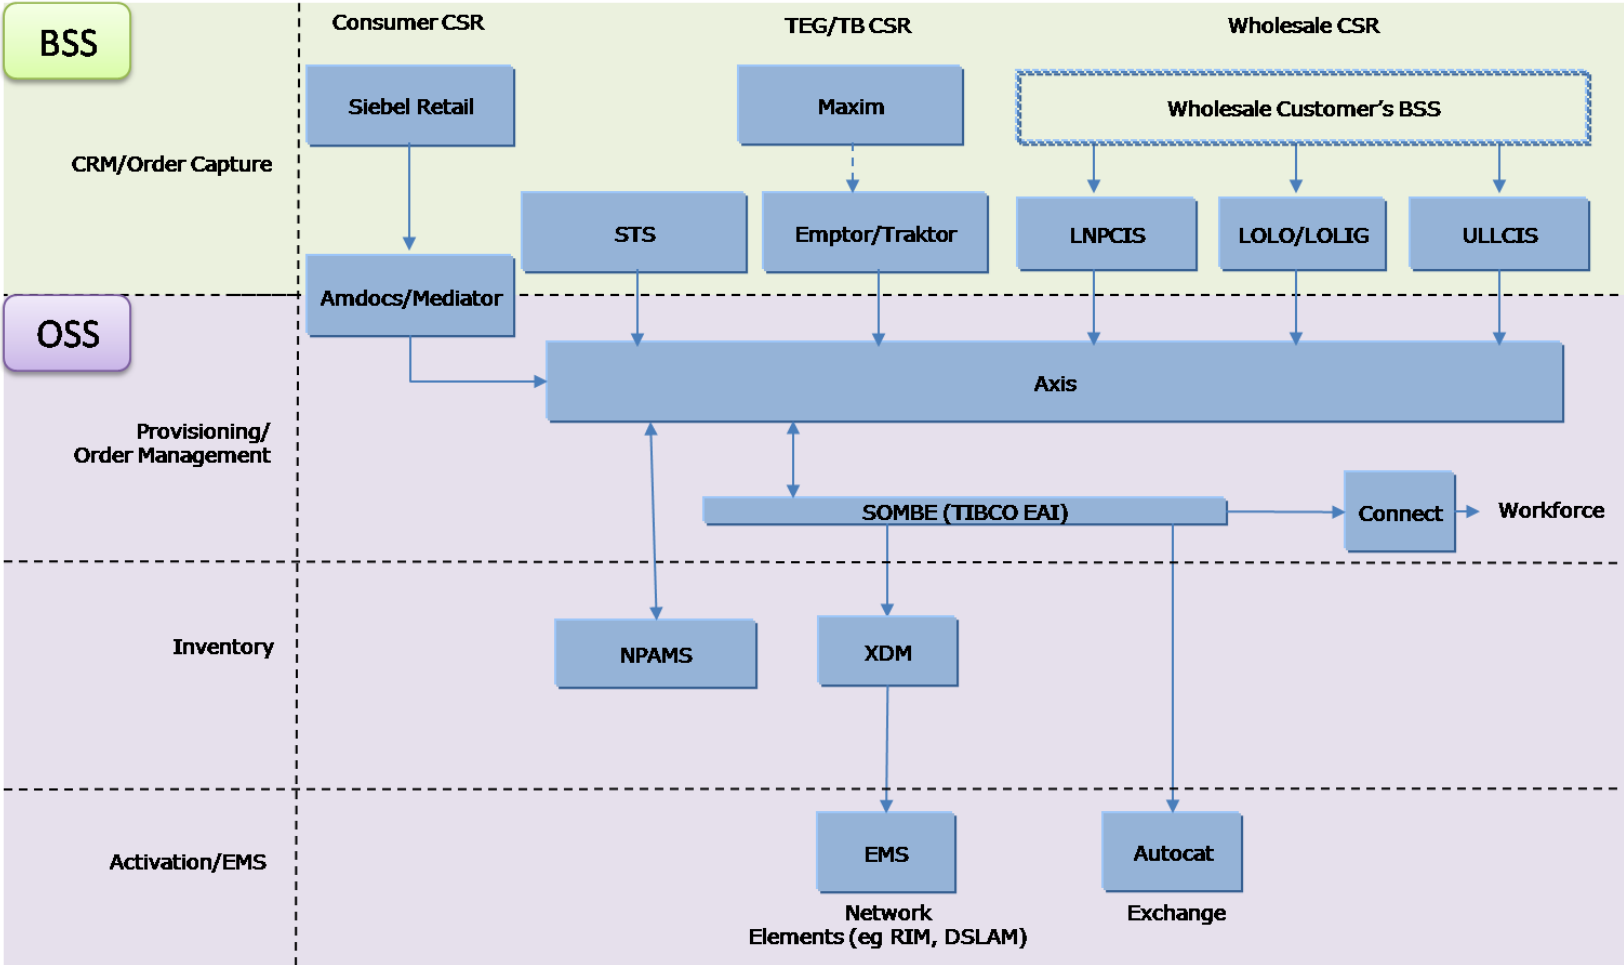 BSS
Consumer CSR
TEG/TB CSR
Wholesale CSR
Siebel Retail
Maxim
Wholesale Customer's BSS
CRM/Order Capture
STS
Emptor/Traktor
LNPCIS
LOLO/LOLIG
ULLCIS
Amdocs/Mediator
OSS
Axis
Provisioning/
Order Management
SOMBE (TIBCO EAI)
Connect
Workforce
Inventory
NPAMS
XDM
Activation/EMS
EMS
Autocat
Network
Elements (eg RIM, DSLAM)
Exchange